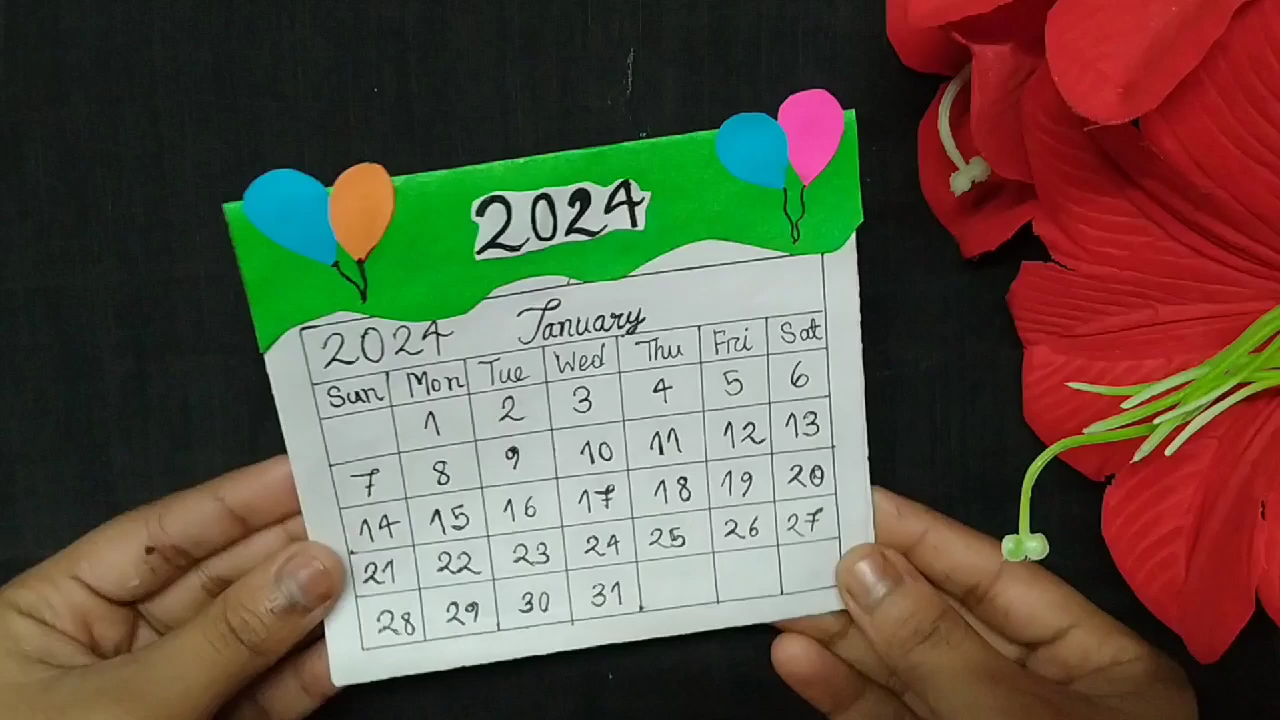 2024
2024 January
Sun Mon Tue Wed Thu Fri Sat
1 2 3 4 5 6
7 8 9 10 11 12 13
14 15 16 17 18 19 20
21 22 23 24 25 26 27
28 29 30 31